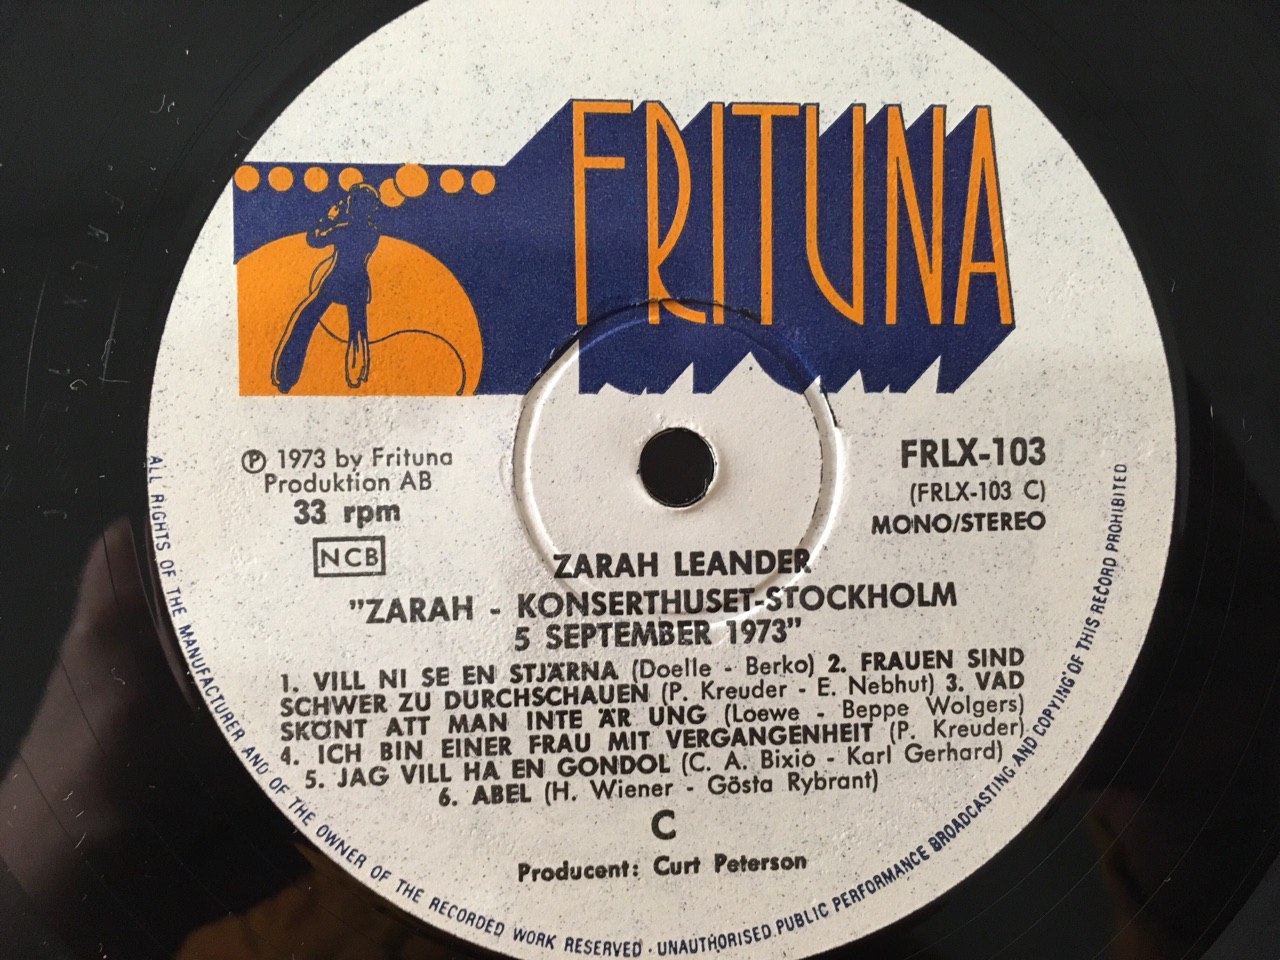 FRITUNA
℗ 1973 by Frituna
Produktion AB
33 rpm
NCB
FRLX-103
(FRLX-103 C)
MONO/STEREO
ZARAH LEANDER
"ZARAH - KONSERTHUSET-STOCKHOLM
5 SEPTEMBER 1973"
1. VILL NI SE EN STJÄRNA (Doelle - Berko) 2. FRAUEN SIND
SCHWER ZU DURCHSCHAUEN (P. Kreuder - E. Nebhut) 3. VAD
SKÖNT ATT MAN INTE ÄR UNG (Loewe - Beppe Wolgers)
4. ICH BIN EINER FRAU MIT VERGANGENHEIT (P. Kreuder)
5. JAG VILL HA EN GONDOL (C. A. Bixio - Karl Gerhard)
6. ABEL (H. Wiener - Gösta Rybrant)
C
Producent: Curt Peterson
ALL RIGHTS OF THE MANUFACTURER AND OF THE OWNER OF THE RECORDED WORK RESERVED · UNAUTHORISED PUBLIC PERFORMANCE BROADCASTING AND COPYING OF THIS RECORD PROHIBITED